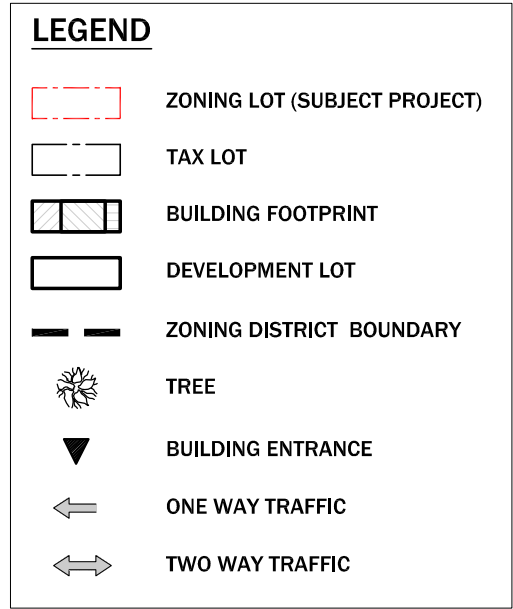 LEGEND
ZONING LOT (SUBJECT PROJECT)
TAX LOT
BUILDING FOOTPRINT
DEVELOPMENT LOT
ZONING DISTRICT BOUNDARY
TREE
BUILDING ENTRANCE
ONE WAY TRAFFIC
TWO WAY TRAFFIC